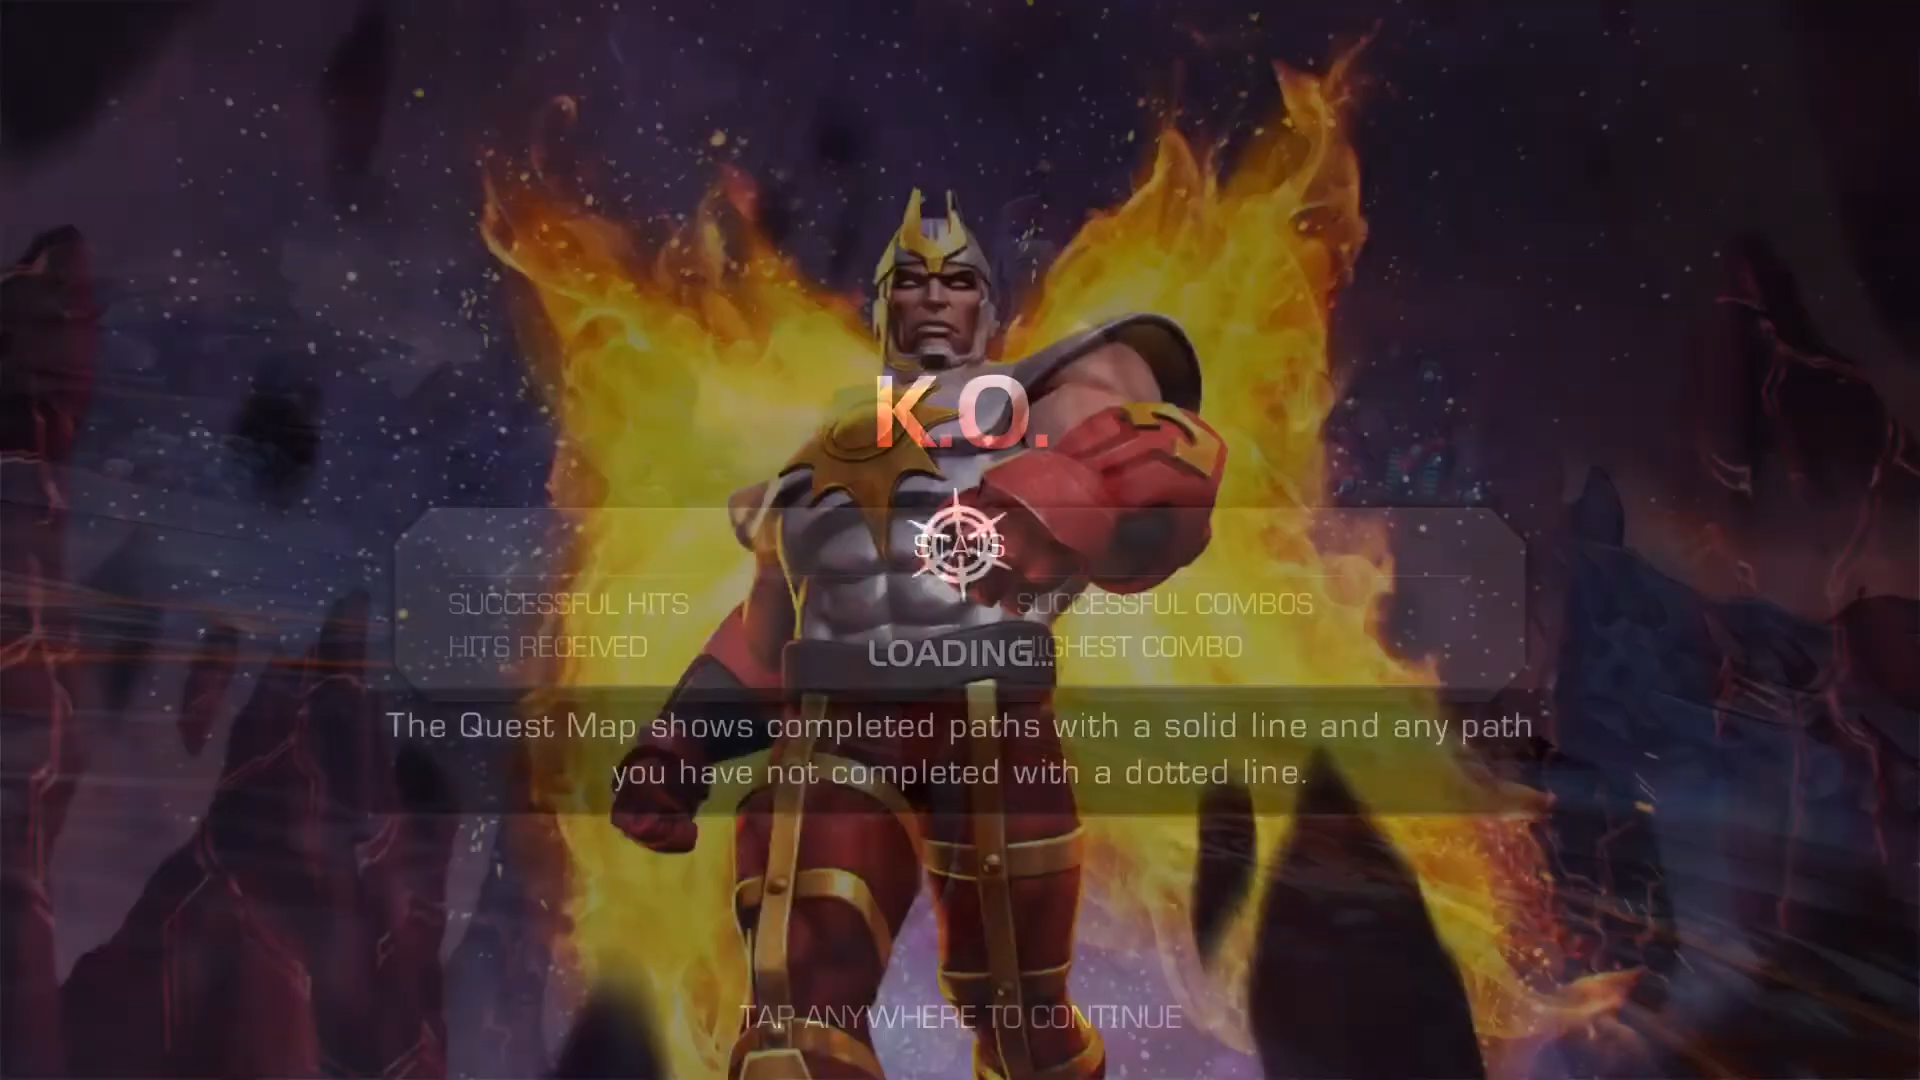 K.O.
STATS
SUCCESSFUL HITS
SUCCESSFUL COMBOS
HITS RECEIVED
HIGHEST COMBO
LOADING...
The Quest Map shows completed paths with a solid line and any path
you have not completed with a dotted line.
TAP ANYWHERE TO CONTINUE